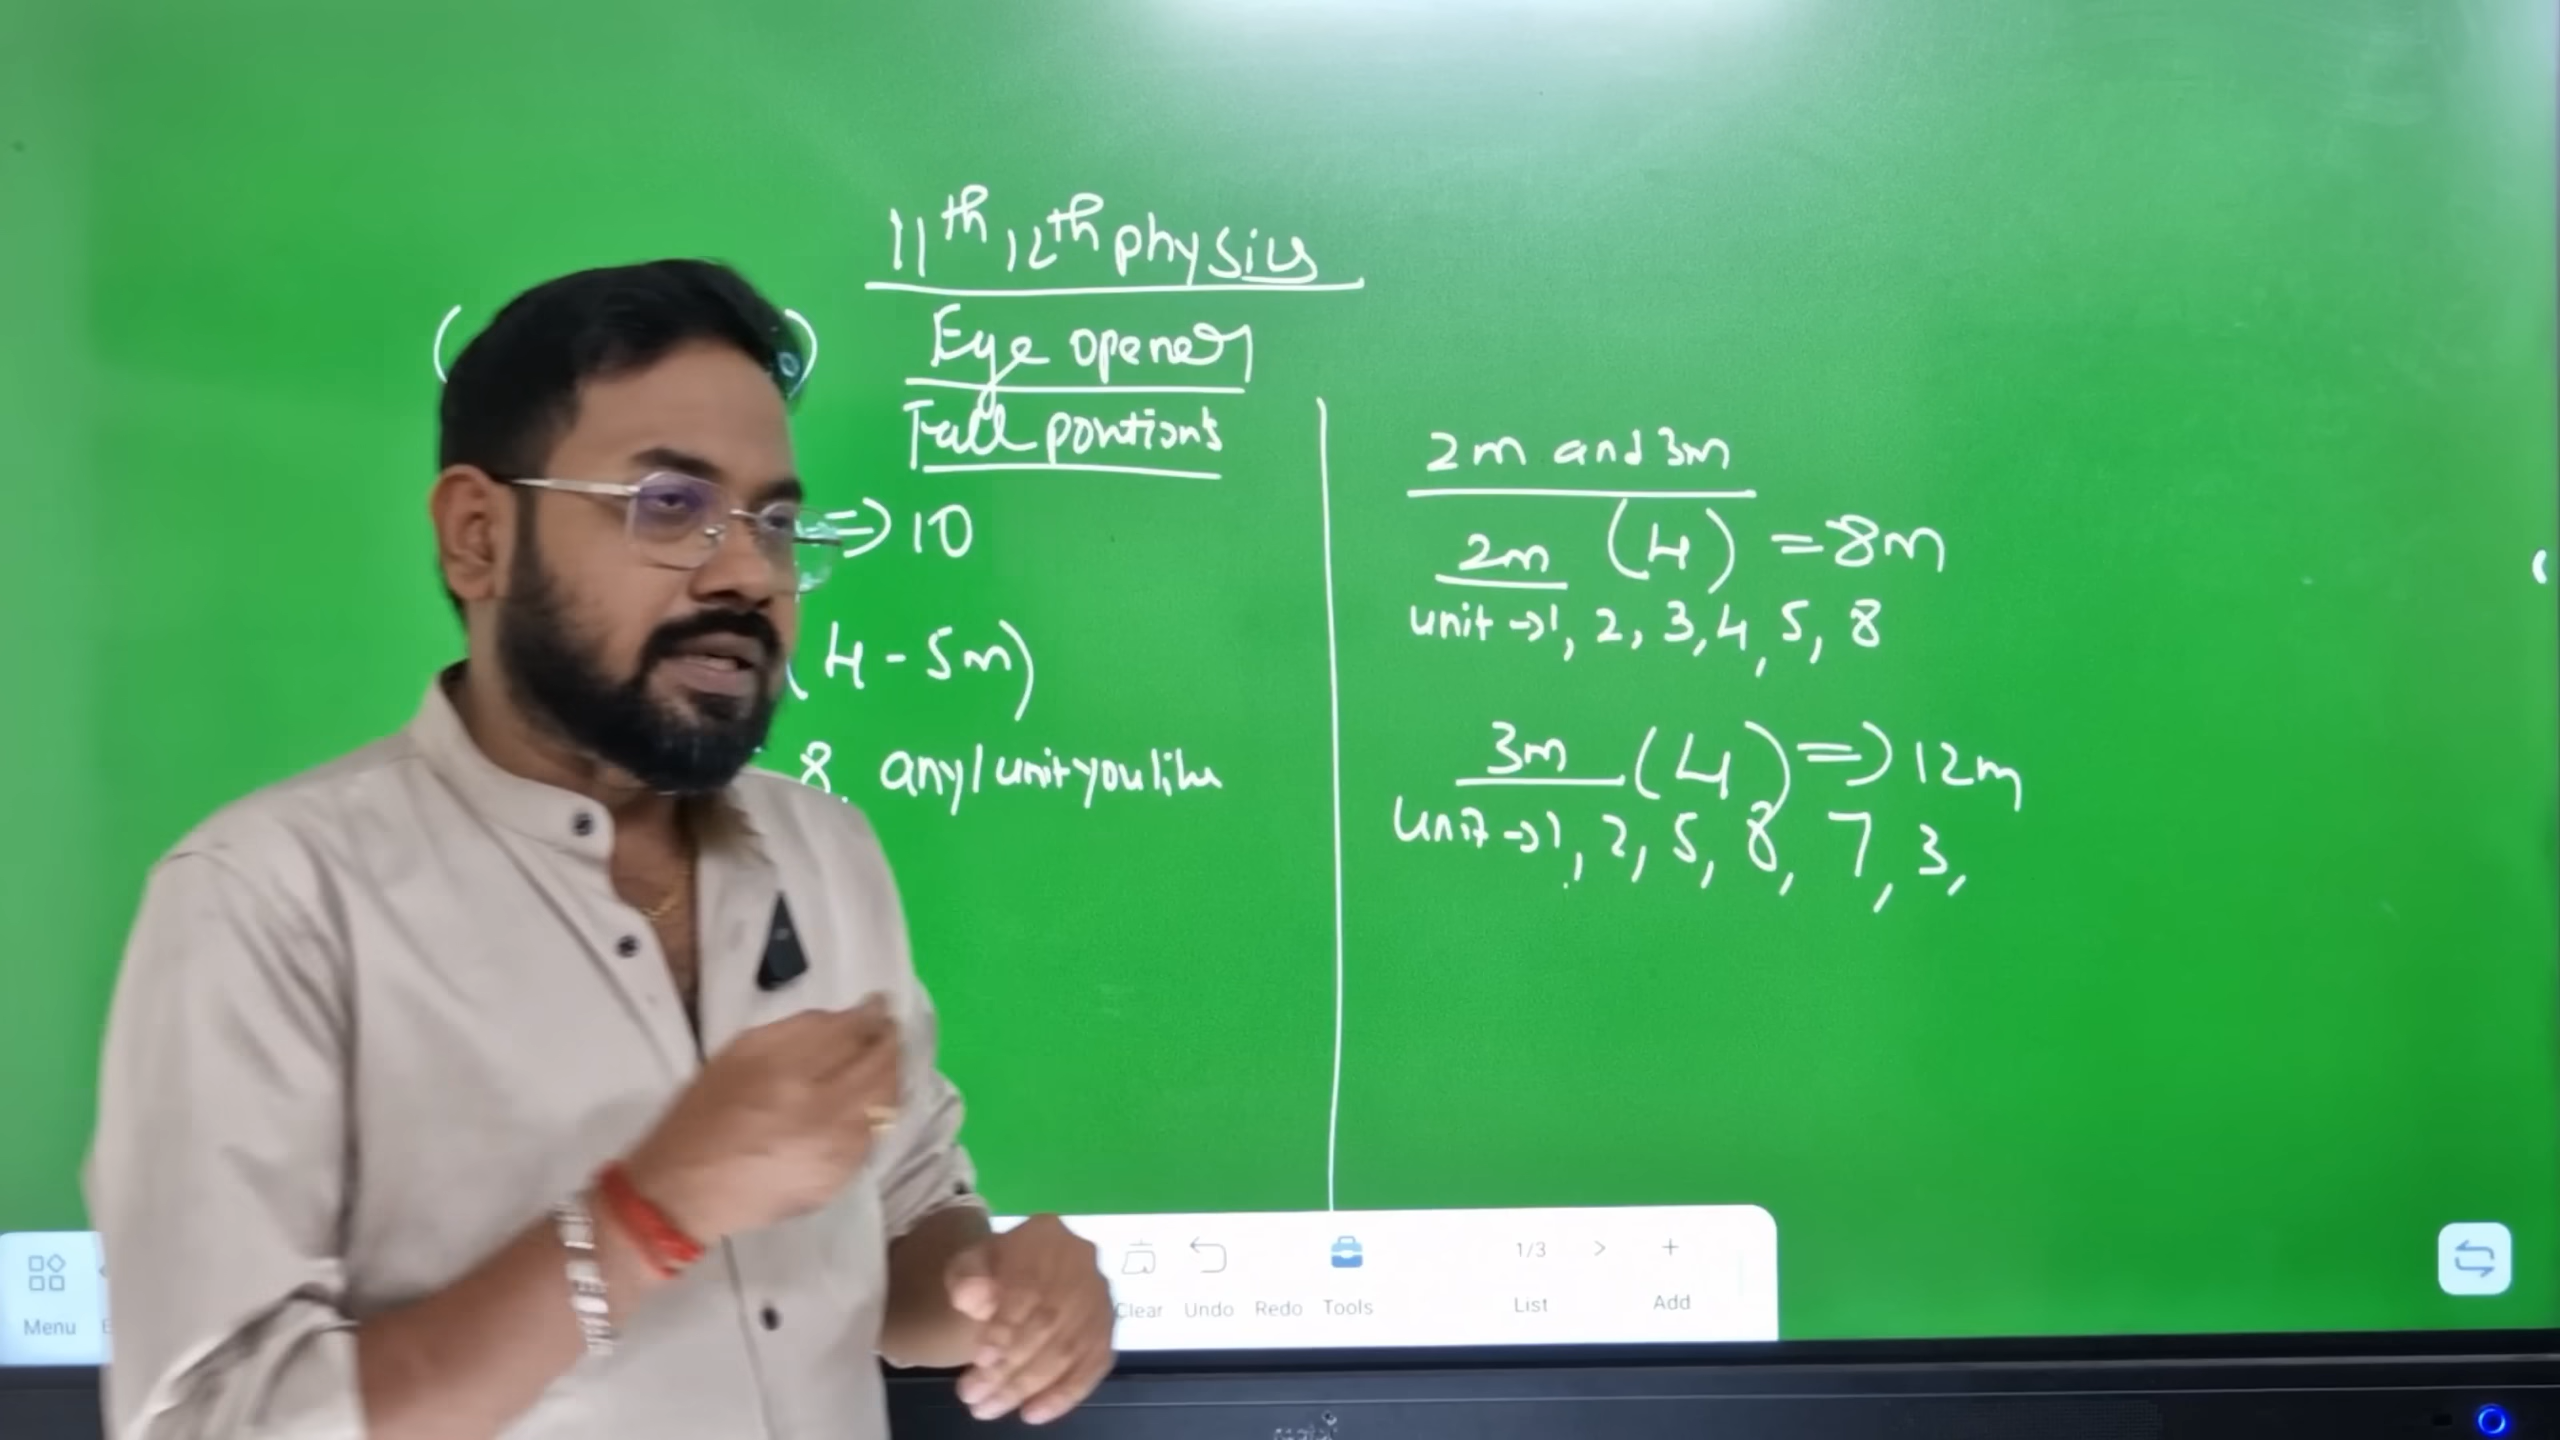 11th 12th physics
Eye opener
Full portions
( )
=> 10
(4 - 5m)
8. any 1 unit you like
2m and 3m
2m (4) = 8m
unit → 1, 2, 3, 4, 5, 8
3m (4) => 12m
Unit → 1, 2, 5, 8, 7, 3,
Menu
Clear Undo Redo Tools
1/3 > +
List Add